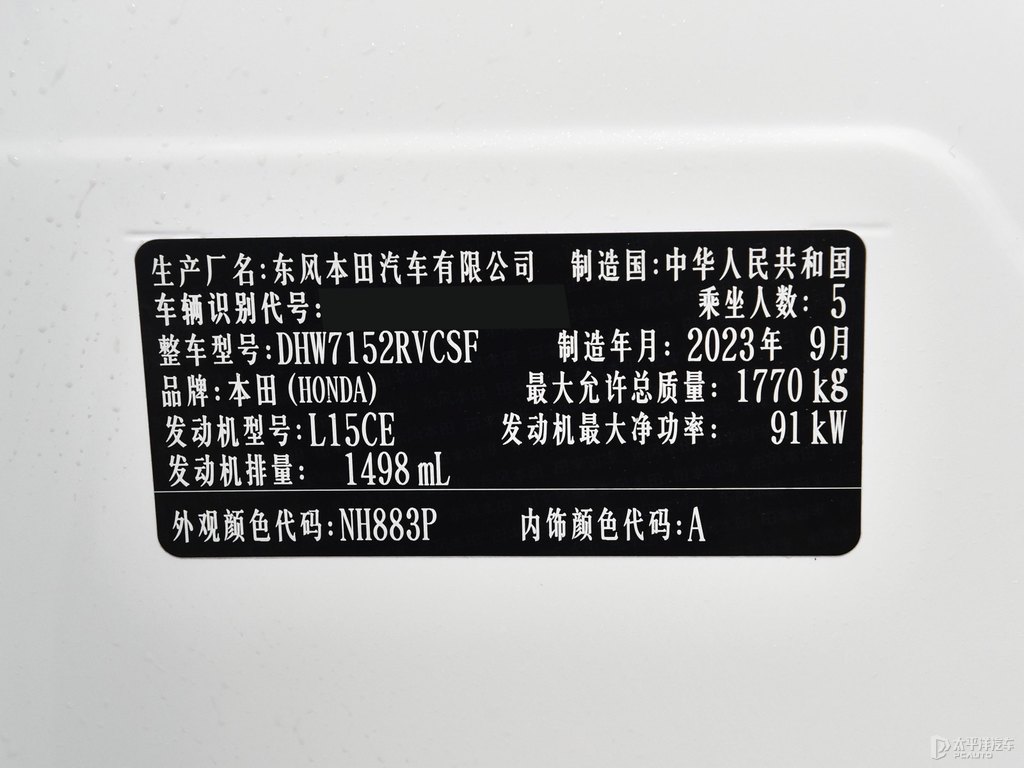 生产厂名:东风本田汽车有限公司 制造国:中华人民共和国
车辆识别代号: 乘坐人数: 5
整车型号:DHW7152RVCSF 制造年月: 2023年 9月
品牌:本田(HONDA) 最大允许总质量: 1770 kg
发动机型号:L15CE 发动机最大净功率: 91 kW
发动机排量: 1498 mL
外观颜色代码:NH883P 内饰颜色代码:A
太平洋汽车
PCAUTO